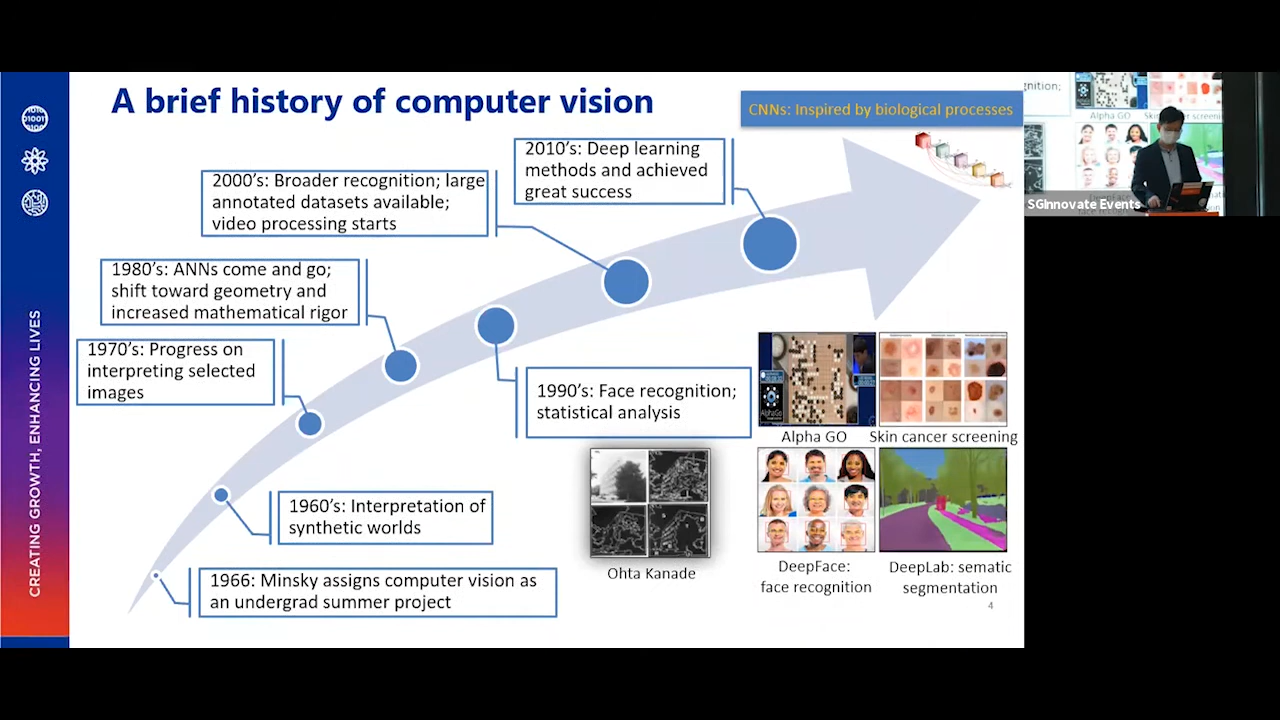 A brief history of computer vision
CNNs: Inspired by biological processes
2010's: Deep learning
methods and achieved
great success
2000's: Broader recognition; large
annotated datasets available;
video processing starts
1980's: ANNs come and go;
shift toward geometry and
increased mathematical rigor
1970's: Progress on
interpreting selected
images
1990's: Face recognition;
statistical analysis
1960's: Interpretation of
synthetic worlds
1966: Minsky assigns computer vision as
an undergrad summer project
Ohta Kanade
Alpha GO
Skin cancer screening
DeepFace:
face recognition
DeepLab: sematic
segmentation
4
CREATING GROWTH, ENHANCING LIVES
AlphaGo
nition;
Alpha GO
SGInnovate Events